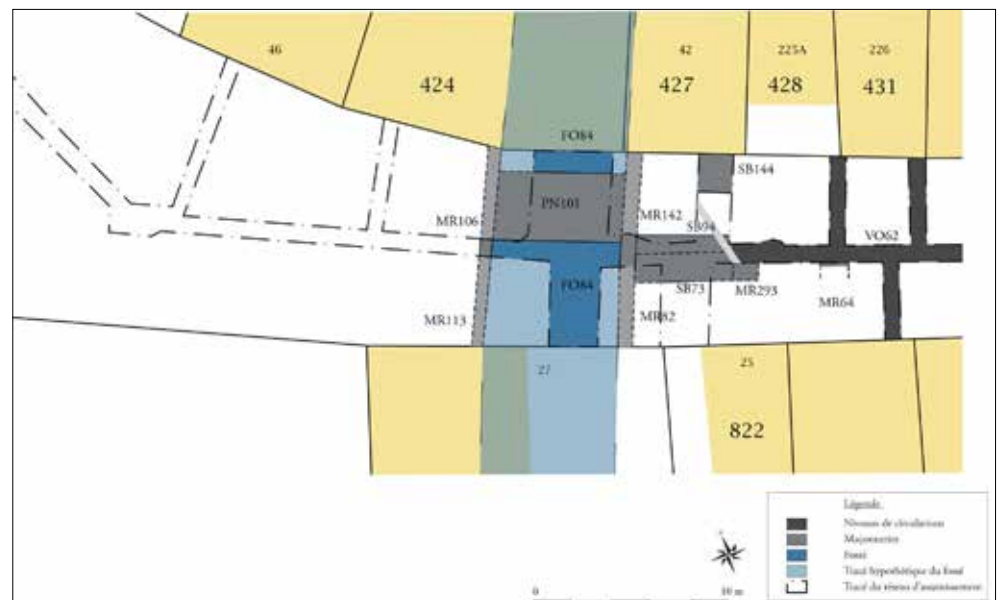 46
42
225A
226
424
427
428
431
FO84
SB144
PN101
MR106
MR142
SB94
VO62
FO84
SB73
MR293
MR64
MR113
MR82
27
25
822
Légende
Niveaux de circulation
Maçonneries
Fossé
Tracé hypothétique du fossé
Tracé du réseau d'assainissement
0 10 m